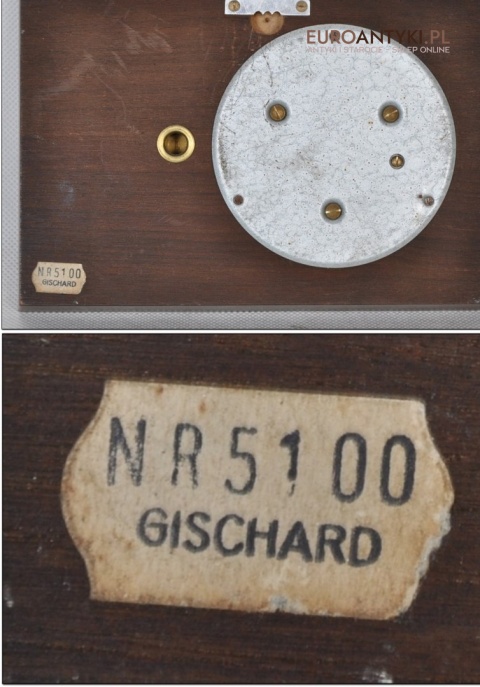 EUROANTYKI.PL
ANTYKI I STAROCIE - SKLEP ONLINE
NR5100
GISCHARD
NR5100
GISCHARD